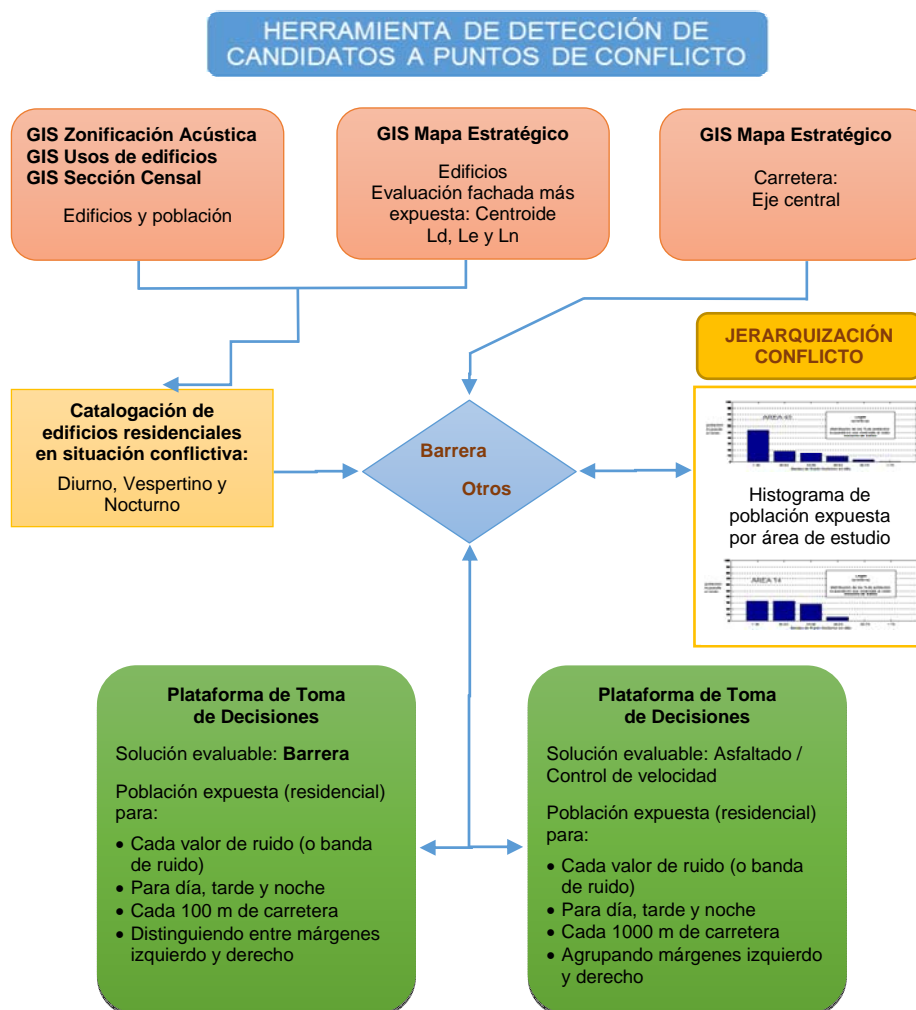 HERRAMIENTA DE DETECCIÓN DE
CANDIDATOS A PUNTOS DE CONFLICTO
GIS Zonificación Acústica
GIS Usos de edificios
GIS Sección Censal
Edificios y población
GIS Mapa Estratégico
Edificios
Evaluación fachada más
expuesta: Centroide
Ld, Le y Ln
GIS Mapa Estratégico
Carretera:
Eje central
JERARQUIZACIÓN
CONFLICTO
Catalogación de
edificios residenciales
en situación conflictiva:
Diurno, Vespertino y
Nocturno
Barrera
Otros
Histograma de
población expuesta
por área de estudio
AREA 14
Plataforma de Toma
de Decisiones
Solución evaluable: Barrera
Población expuesta (residencial)
para:
• Cada valor de ruido (o banda
de ruido)
• Para día, tarde y noche
• Cada 100 m de carretera
• Distinguiendo entre márgenes
izquierdo y derecho
Plataforma de Toma
de Decisiones
Solución evaluable: Asfaltado /
Control de velocidad
Población expuesta (residencial)
para:
• Cada valor de ruido (o banda
de ruido)
• Para día, tarde y noche
• Cada 1000 m de carretera
• Agrupando márgenes izquierdo
y derecho